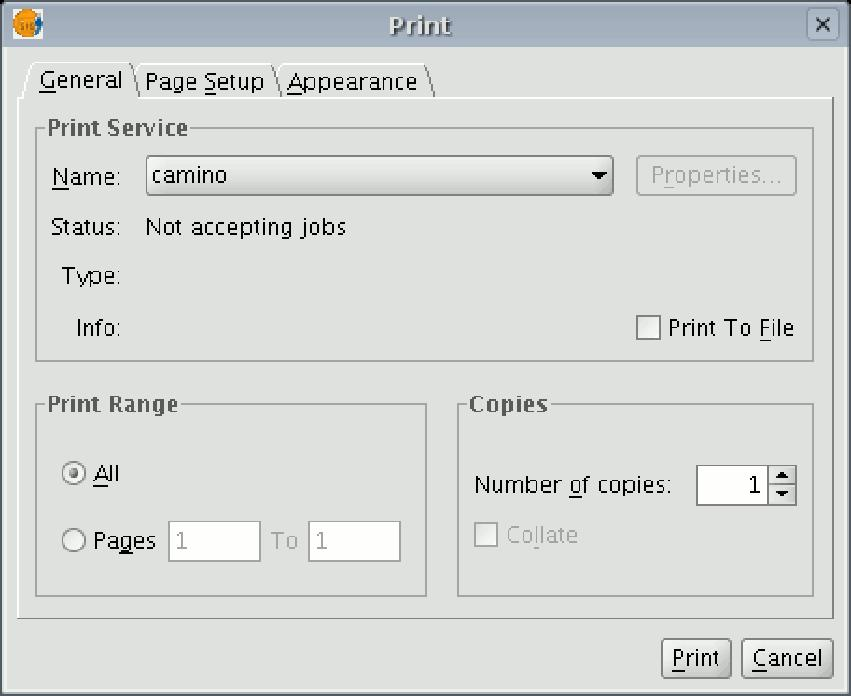 Print
General Page Setup Appearance
Print Service
Name: camino Properties...
Status: Not accepting jobs
Type:
Info: Print To File
Print Range
All
Pages 1 To 1
Copies
Number of copies: 1
Collate
Print Cancel